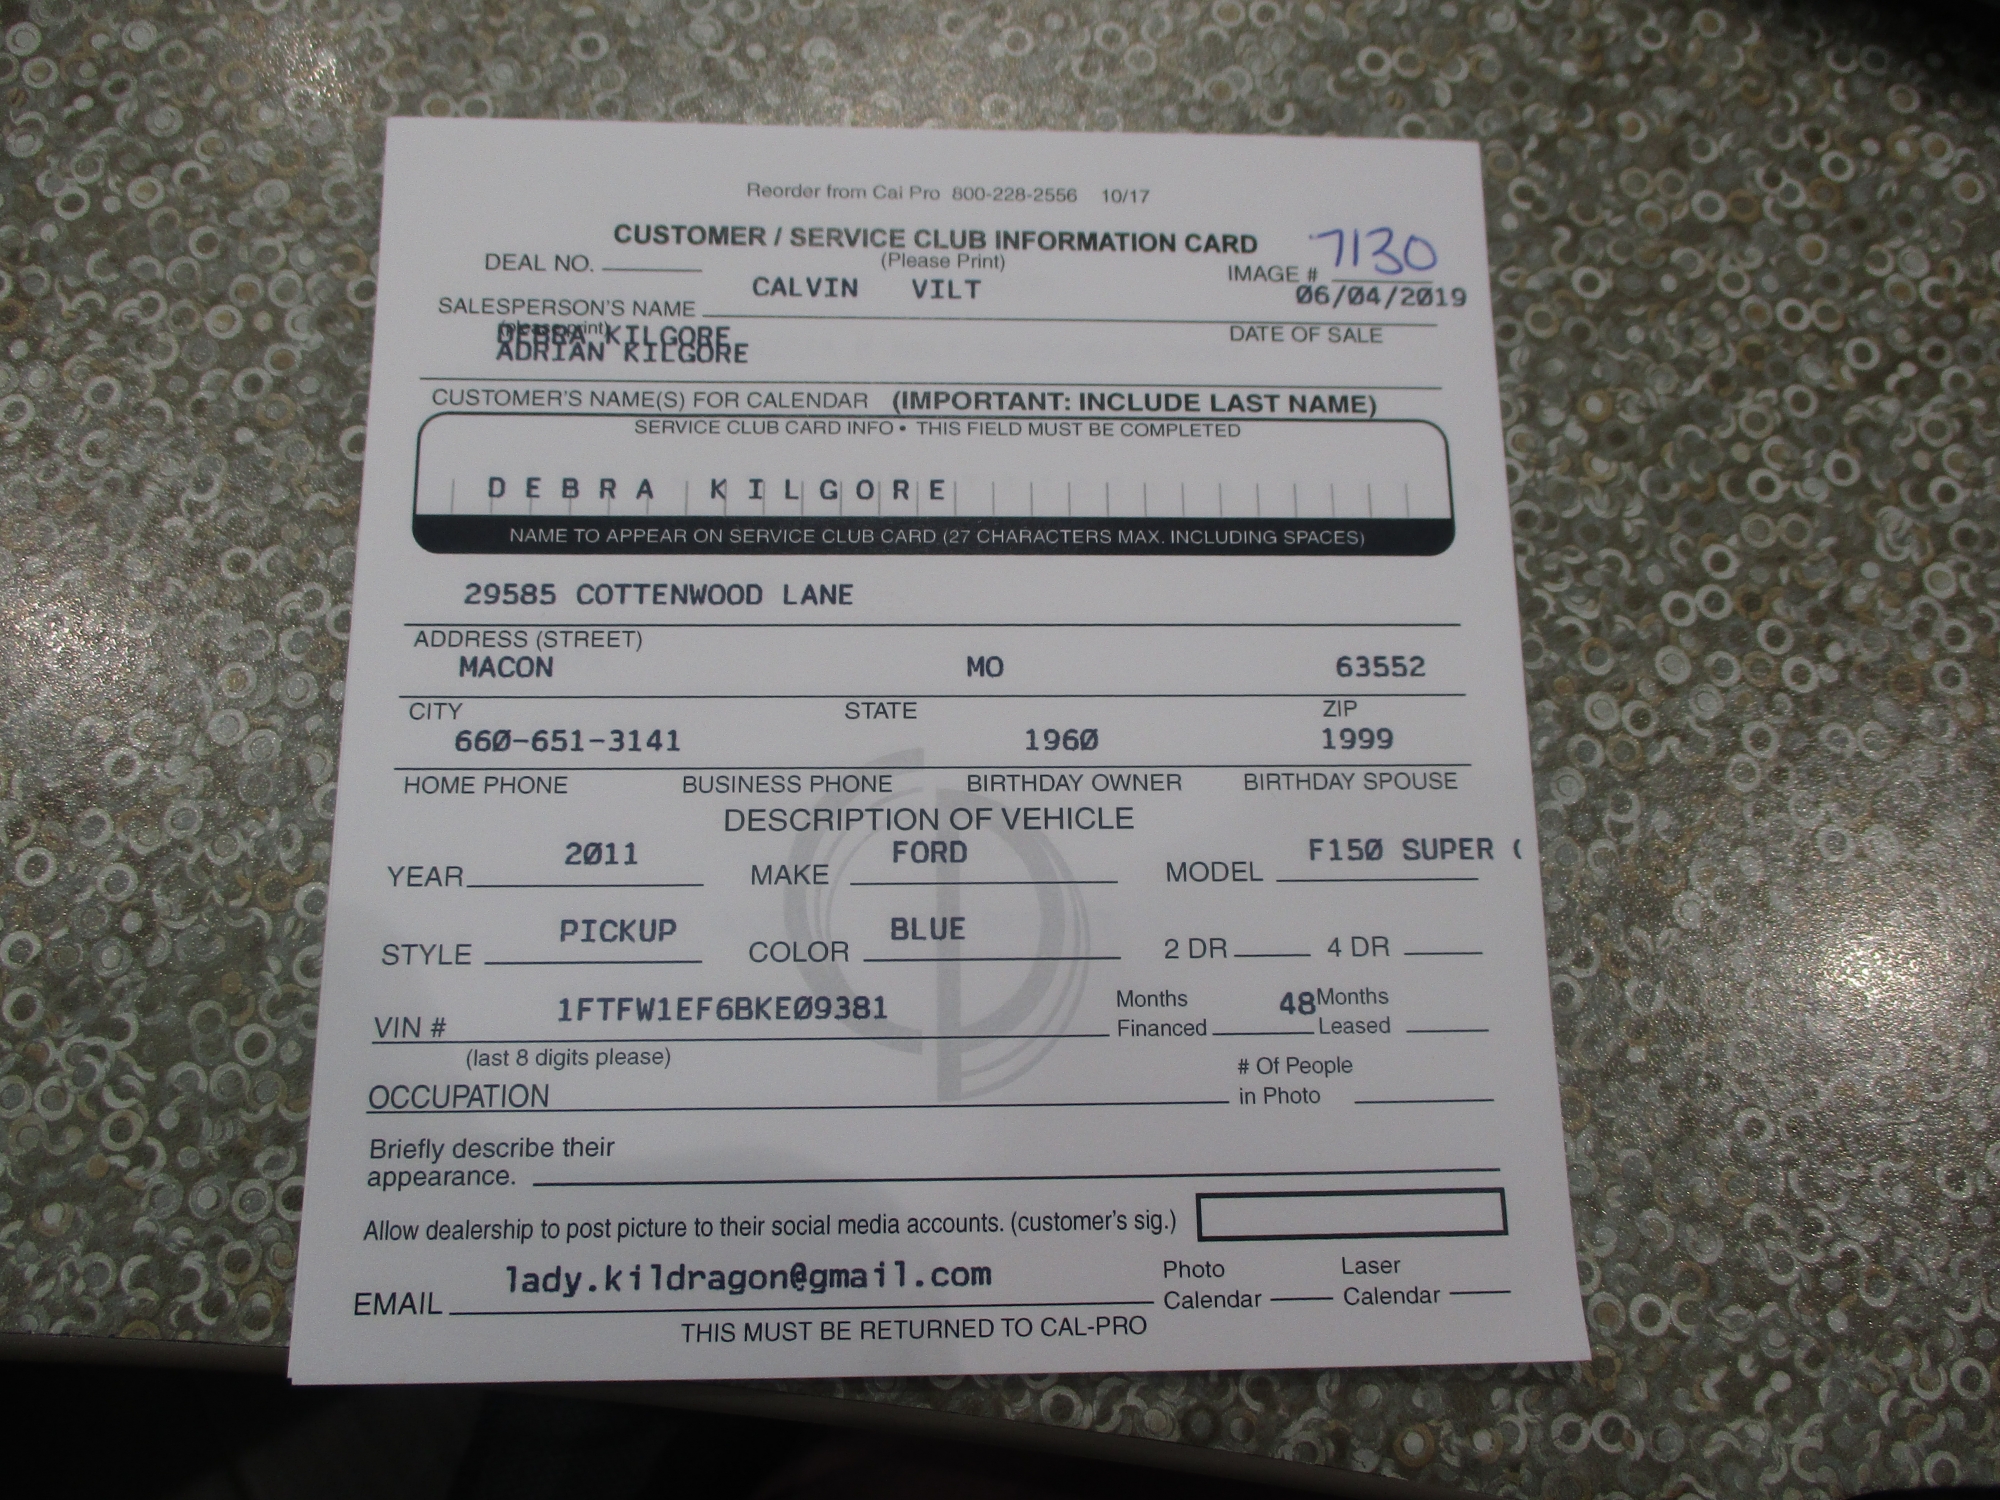 Reorder from Cal Pro 800-228-2556 10/17
CUSTOMER / SERVICE CLUB INFORMATION CARD
(Please Print)
DEAL NO.
IMAGE # 7130
SALESPERSON'S NAME CALVIN VILT
06/04/2019
(please print)
DATE OF SALE
DEBRA KILGORE
ADRIAN KILGORE
CUSTOMER'S NAME(S) FOR CALENDAR (IMPORTANT: INCLUDE LAST NAME)
SERVICE CLUB CARD INFO • THIS FIELD MUST BE COMPLETED
DEBRA KILGORE
NAME TO APPEAR ON SERVICE CLUB CARD (27 CHARACTERS MAX. INCLUDING SPACES)
29585 COTTENWOOD LANE
ADDRESS (STREET)
MACON MO 63552
CITY STATE ZIP
660-651-3141 1960 1999
HOME PHONE BUSINESS PHONE BIRTHDAY OWNER BIRTHDAY SPOUSE
DESCRIPTION OF VEHICLE
YEAR 2011 MAKE FORD MODEL F150 SUPER
STYLE PICKUP COLOR BLUE 2 DR 4 DR
VIN # 1FTFW1EF6BKE09381 Months Financed 48 Months Leased
(last 8 digits please)
OCCUPATION # Of People in Photo
Briefly describe their
appearance.
Allow dealership to post picture to their social media accounts. (customer's sig.)
EMAIL lady.kildragon@gmail.com Photo Calendar Laser Calendar
THIS MUST BE RETURNED TO CAL-PRO